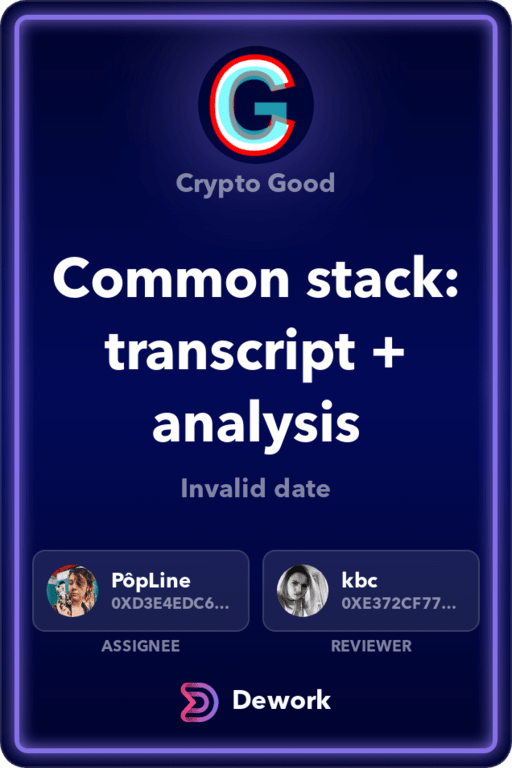 G
Crypto Good
Common stack:
transcript +
analysis
Invalid date
PôpLine
0XD3E4EDC6...
kbc
0XE372CF77...
ASSIGNEE
REVIEWER
Dework